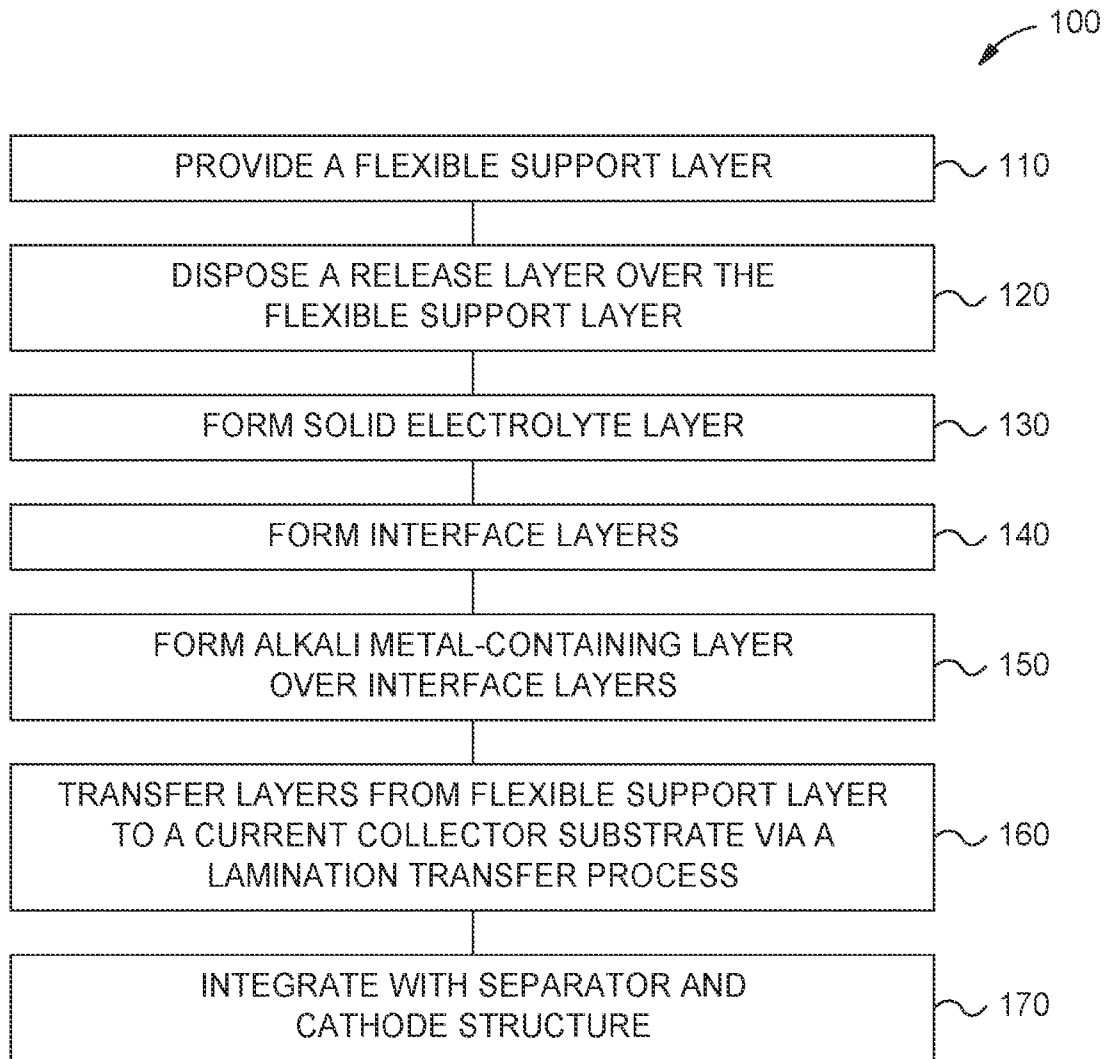 100
PROVIDE A FLEXIBLE SUPPORT LAYER
110
DISPOSE A RELEASE LAYER OVER THE
FLEXIBLE SUPPORT LAYER
120
FORM SOLID ELECTROLYTE LAYER
130
FORM INTERFACE LAYERS
140
FORM ALKALI METAL-CONTAINING LAYER
OVER INTERFACE LAYERS
150
TRANSFER LAYERS FROM FLEXIBLE SUPPORT LAYER
TO A CURRENT COLLECTOR SUBSTRATE VIA A
LAMINATION TRANSFER PROCESS
160
INTEGRATE WITH SEPARATOR AND
CATHODE STRUCTURE
170